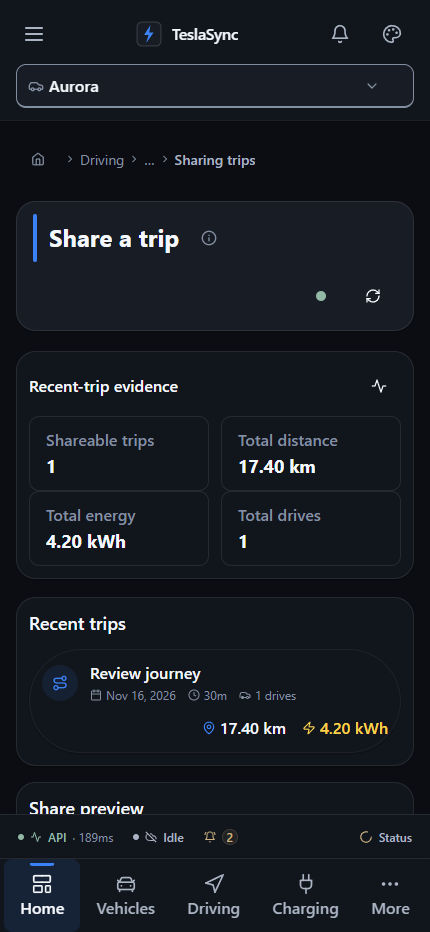 TeslaSync
Aurora
Driving ... Sharing trips
Share a trip
Recent-trip evidence
Shareable trips
1
Total distance
17.40 km
Total energy
4.20 kWh
Total drives
1
Recent trips
Review journey
Nov 16, 2026 30m 1 drives
17.40 km 4.20 kWh
Share preview
API · 189ms Idle 2 Status
Home Vehicles Driving Charging More